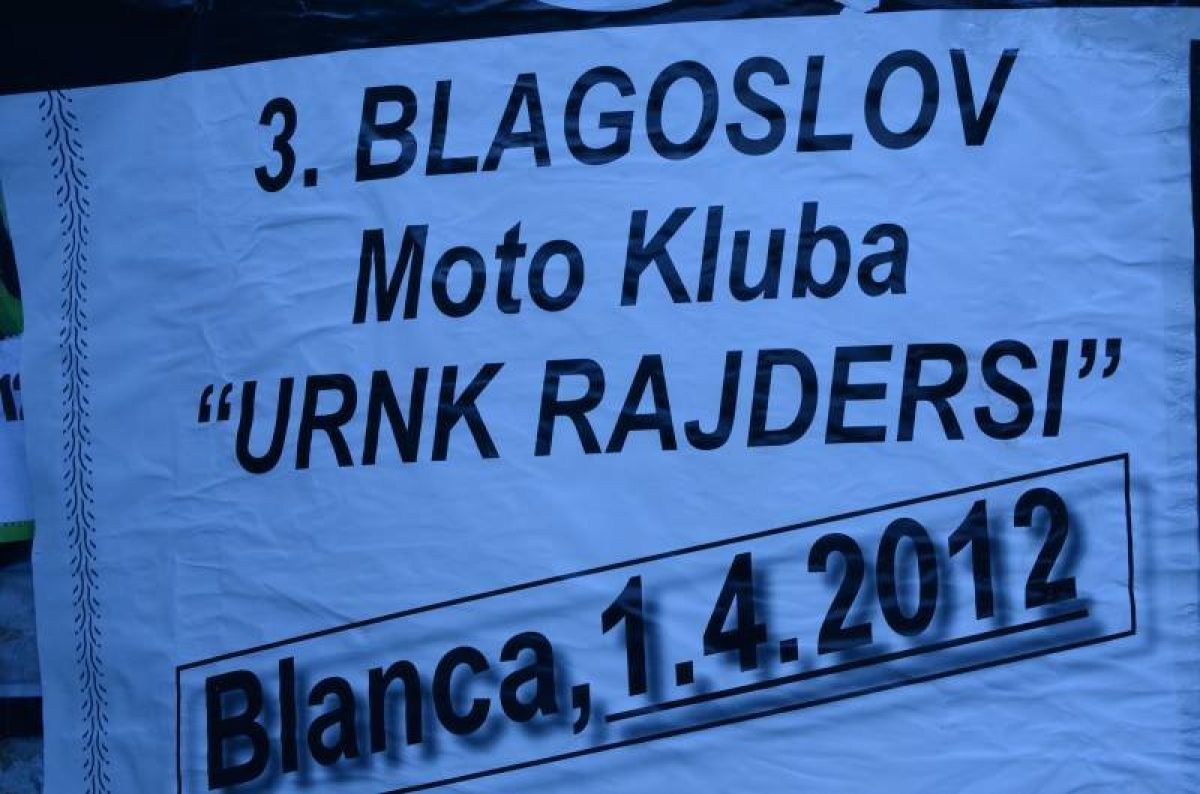 3. BLAGOSLOV
Moto Kluba
“URNK RAJDERSI”
Blanca, 1.4.2012